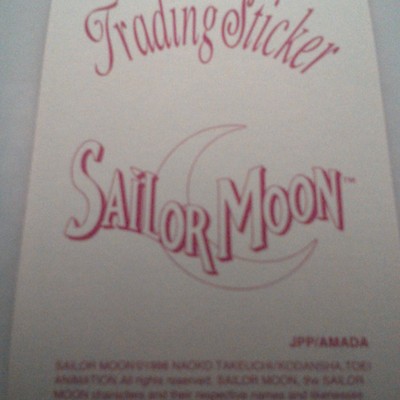 Trading Sticker
SAILOR MOON™
JPP/AMADA
SAILOR MOON©1998 NAOKO TAKEUCHI/KODANSHA, TOEI
ANIMATION. All rights reserved. SAILOR MOON, the SAILOR
MOON characters and their respective names and likenesses